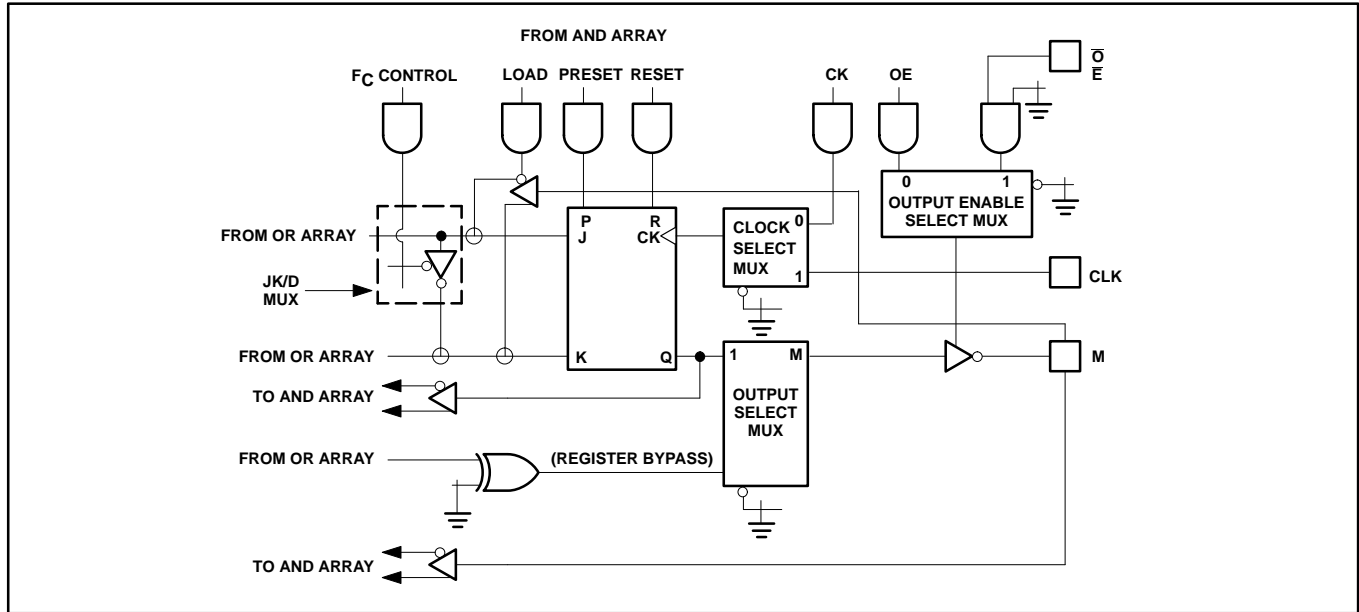 FROM AND ARRAY
FC CONTROL
LOAD
PRESET
RESET
CK
OE
O
E
0
1
OUTPUT ENABLE
SELECT MUX
P
R
J
CK
CLOCK
SELECT
MUX
0
1
CLK
FROM OR ARRAY
JK/D
MUX
FROM OR ARRAY
K
Q
1
M
OUTPUT
SELECT
MUX
M
TO AND ARRAY
FROM OR ARRAY
(REGISTER BYPASS)
TO AND ARRAY